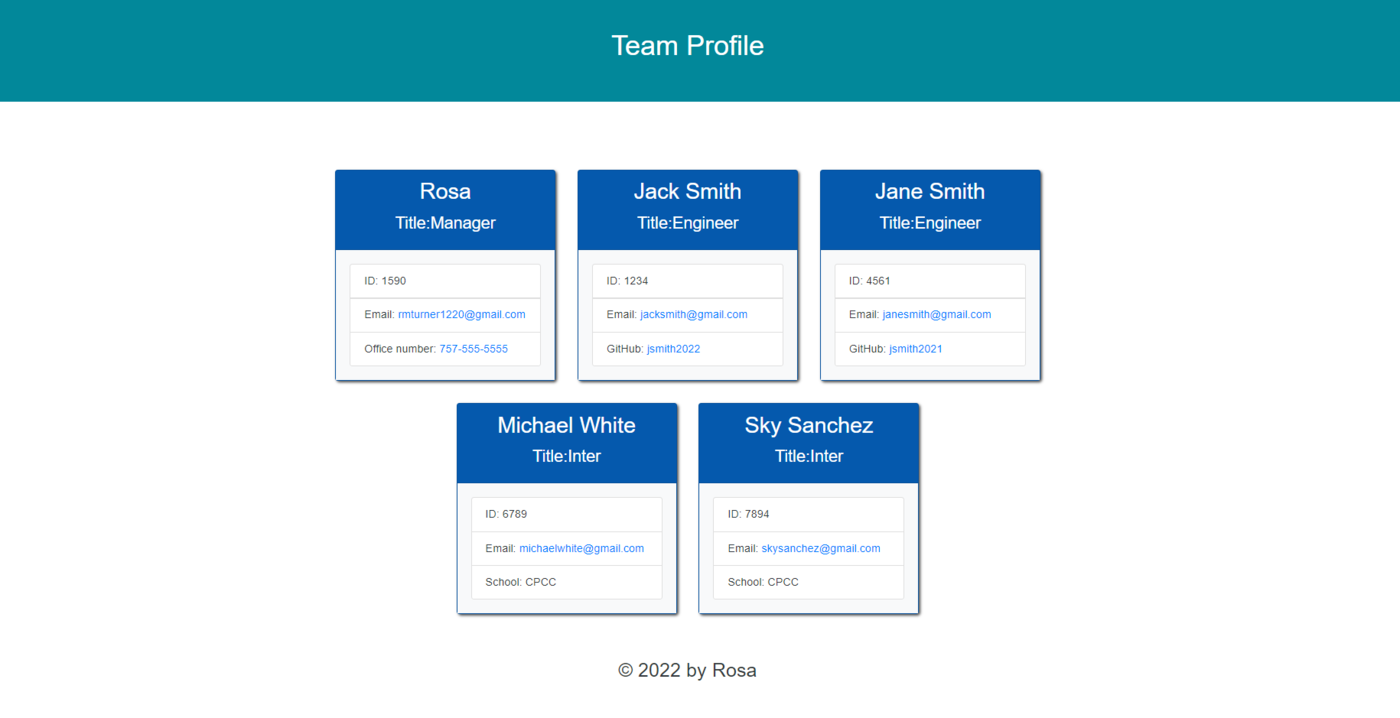 Team Profile
Rosa
Title:Manager
ID: 1590
Email: rmturner1220@gmail.com
Office number: 757-555-5555
Jack Smith
Title:Engineer
ID: 1234
Email: jacksmith@gmail.com
GitHub: jsmith2022
Jane Smith
Title:Engineer
ID: 4561
Email: janesmith@gmail.com
GitHub: jsmith2021
Michael White
Title:Inter
ID: 6789
Email: michaelwhite@gmail.com
School: CPCC
Sky Sanchez
Title:Inter
ID: 7894
Email: skysanchez@gmail.com
School: CPCC
© 2022 by Rosa